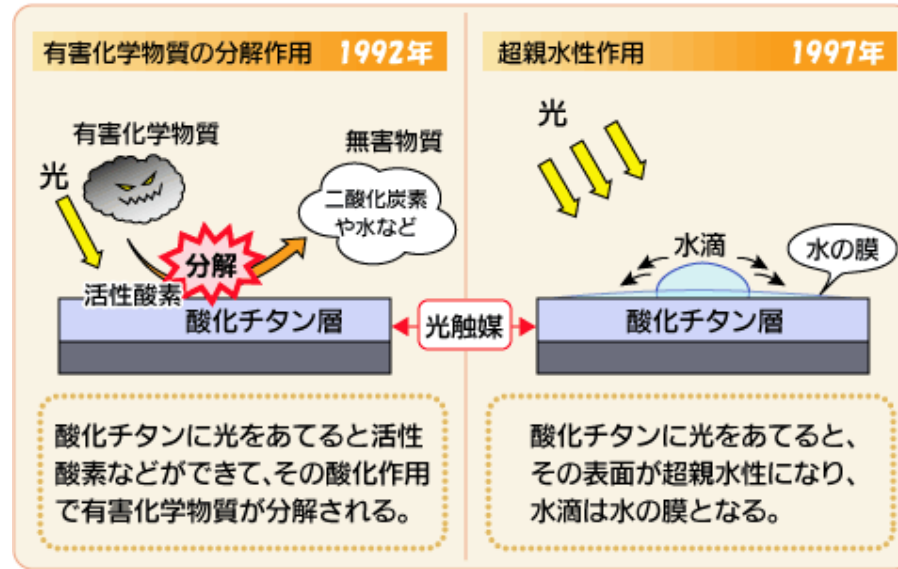 有害化学物質の分解作用 1992年
有害化学物質
光
無害物質
二酸化炭素
や水など
分解
活性酸素
酸化チタン層
光触媒
酸化チタンに光をあてると活性
酸素などができて、その酸化作用
で有害化学物質が分解される。
超親水性作用 1997年
光
水滴
水の膜
酸化チタン層
酸化チタンに光をあてると、
その表面が超親水性になり、
水滴は水の膜となる。